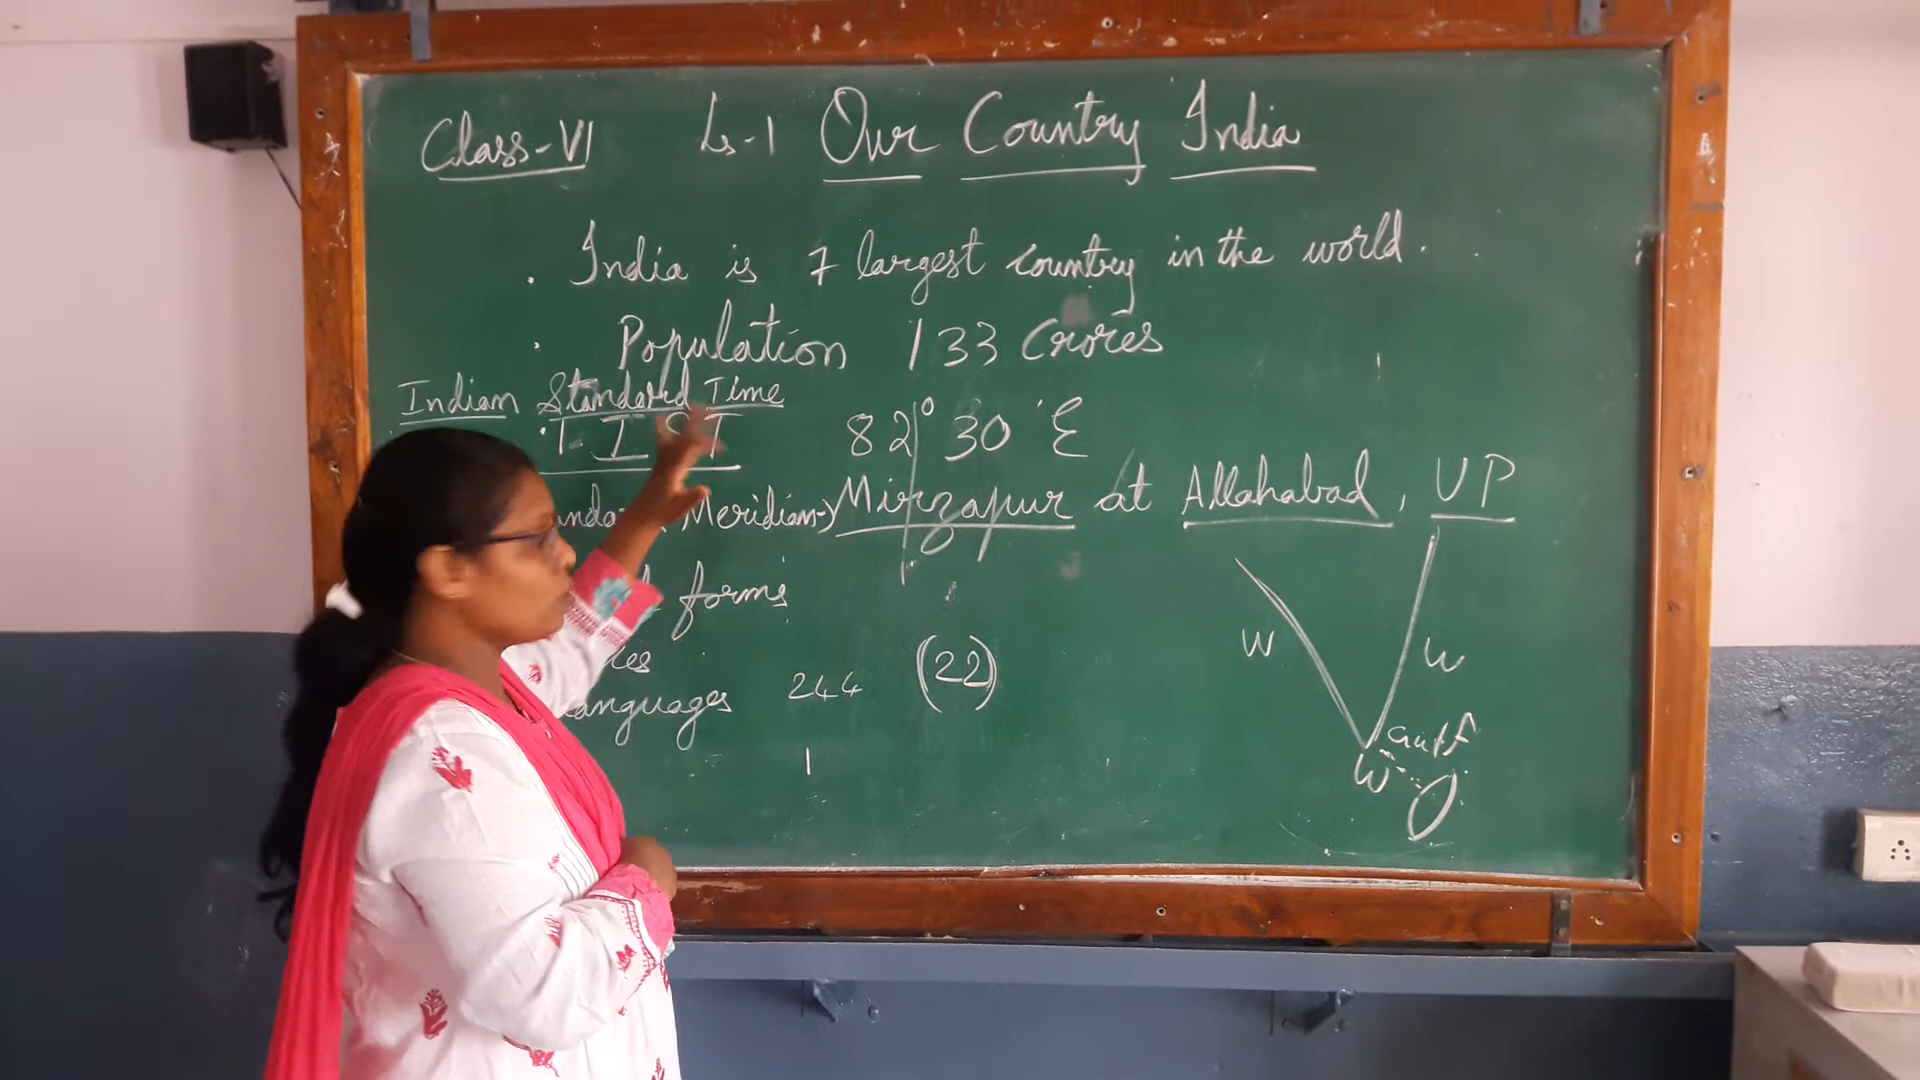 Class-VI Ls-1 Our Country India
. India is 7 largest country in the world.
. Population 133 Crores
Indian Standard Time
I S T 82° 30 'E
Meridian → Mirzapur at Allahabad, UP
forms
Languages 244 (22)
W W
Gulf
W